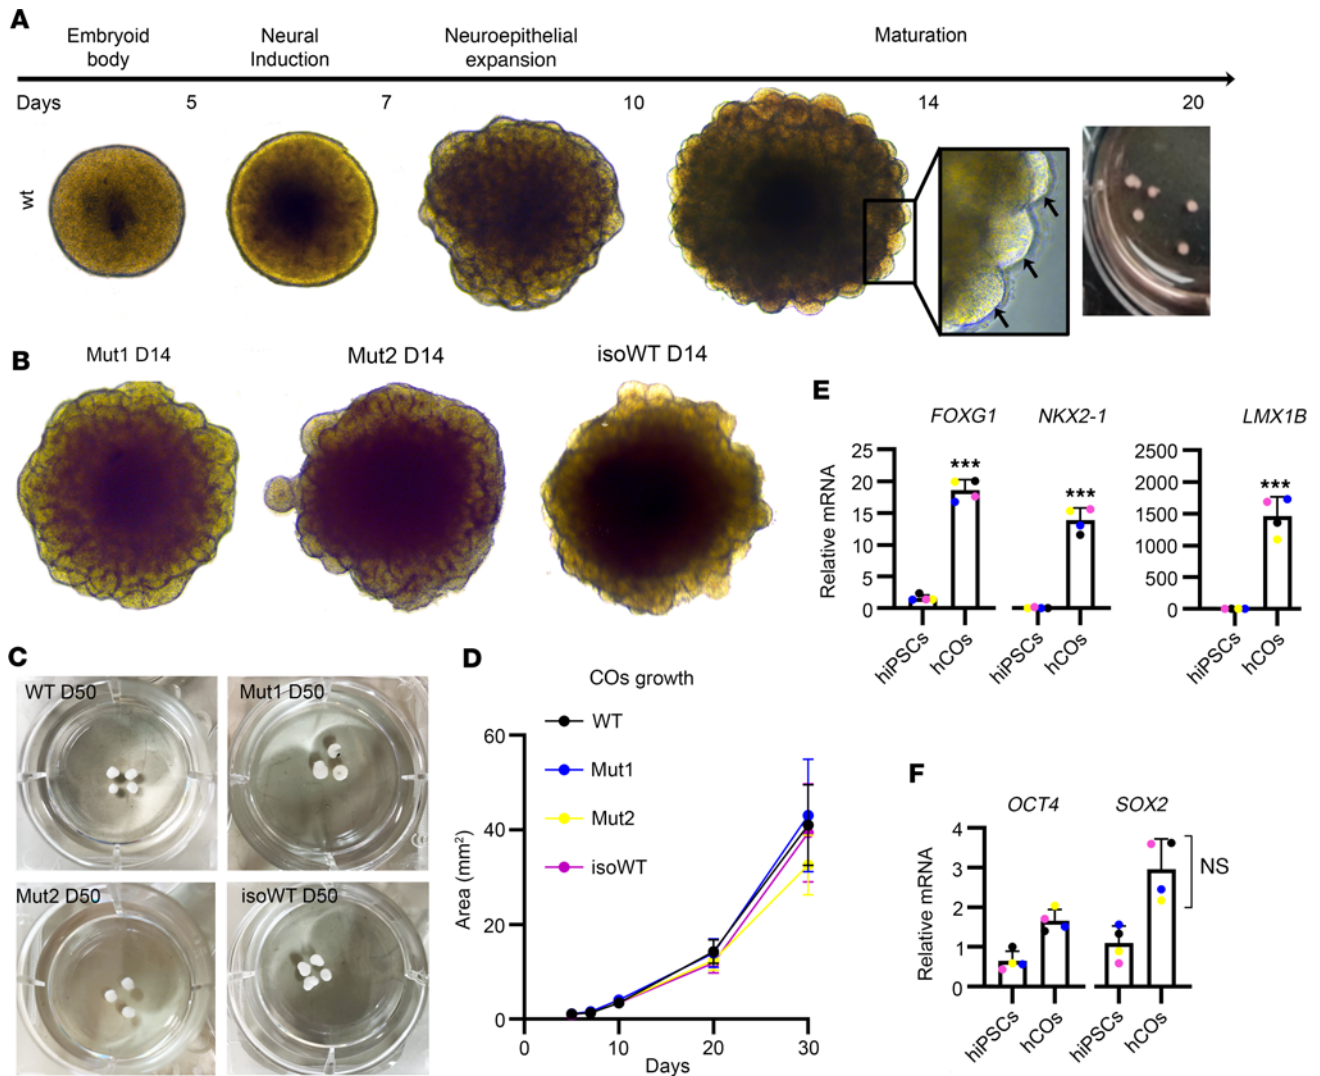 A
Embryoid
body
Neural
Induction
Neuroepithelial
expansion
Maturation
Days
5
7
10
14
20
wt
B
Mut1 D14
Mut2 D14
isoWT D14
C
WT D50
Mut1 D50
Mut2 D50
isoWT D50
D
COs growth
WT
Mut1
Mut2
isoWT
Area (mm²)
60
40
20
0
0
10
20
30
Days
E
FOXG1
NKX2-1
LMX1B
Relative mRNA
25
20
15
10
5
0
***
***
2500
2000
1500
1000
500
0
***
hiPSCs
hCOs
hiPSCs
hCOs
hiPSCs
hCOs
F
OCT4
SOX2
Relative mRNA
4
3
2
1
0
NS
hiPSCs
hCOs
hiPSCs
hCOs